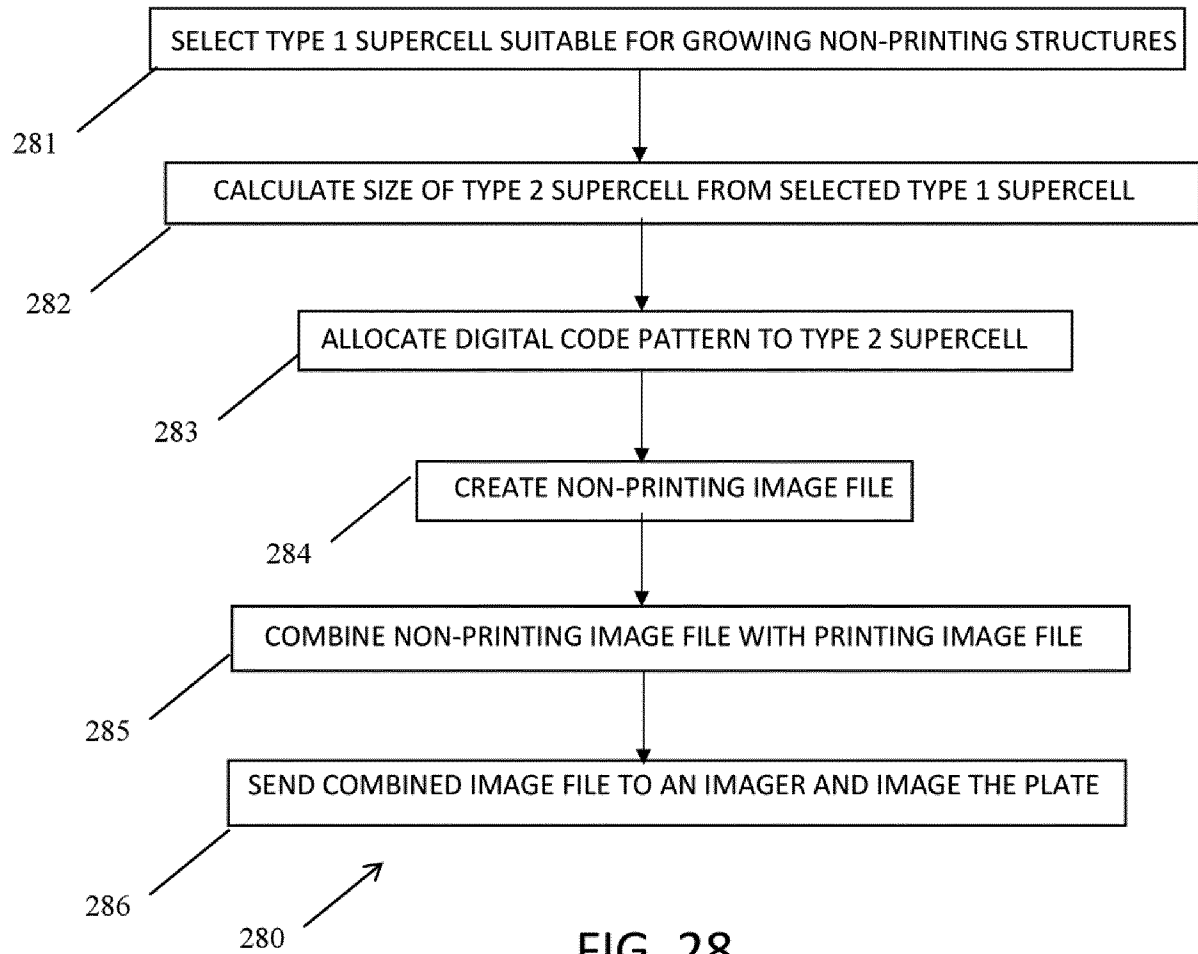 SELECT TYPE 1 SUPERCELL SUITABLE FOR GROWING NON-PRINTING STRUCTURES
281
CALCULATE SIZE OF TYPE 2 SUPERCELL FROM SELECTED TYPE 1 SUPERCELL
282
ALLOCATE DIGITAL CODE PATTERN TO TYPE 2 SUPERCELL
283
CREATE NON-PRINTING IMAGE FILE
284
COMBINE NON-PRINTING IMAGE FILE WITH PRINTING IMAGE FILE
285
SEND COMBINED IMAGE FILE TO AN IMAGER AND IMAGE THE PLATE
286
280
FIG. 28